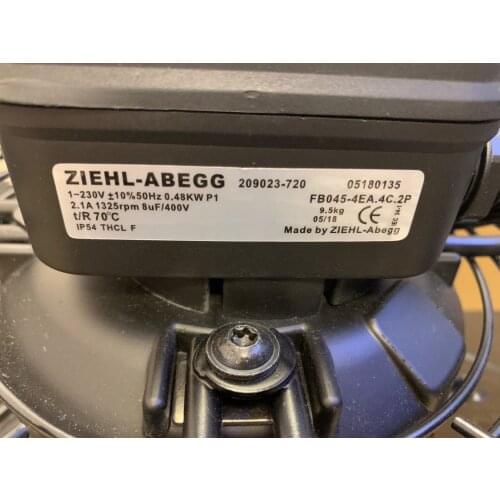 ZIEHL-ABEGG 209023-720 05180135
1~230V ±10%50Hz 0,48KW P1 FB045-4EA.4C.2P
2.1A 1325rpm 8uF/400V 9.5kg
t/R 70°C 05/18
IP54 THCL F Made by ZIEHL-Abegg